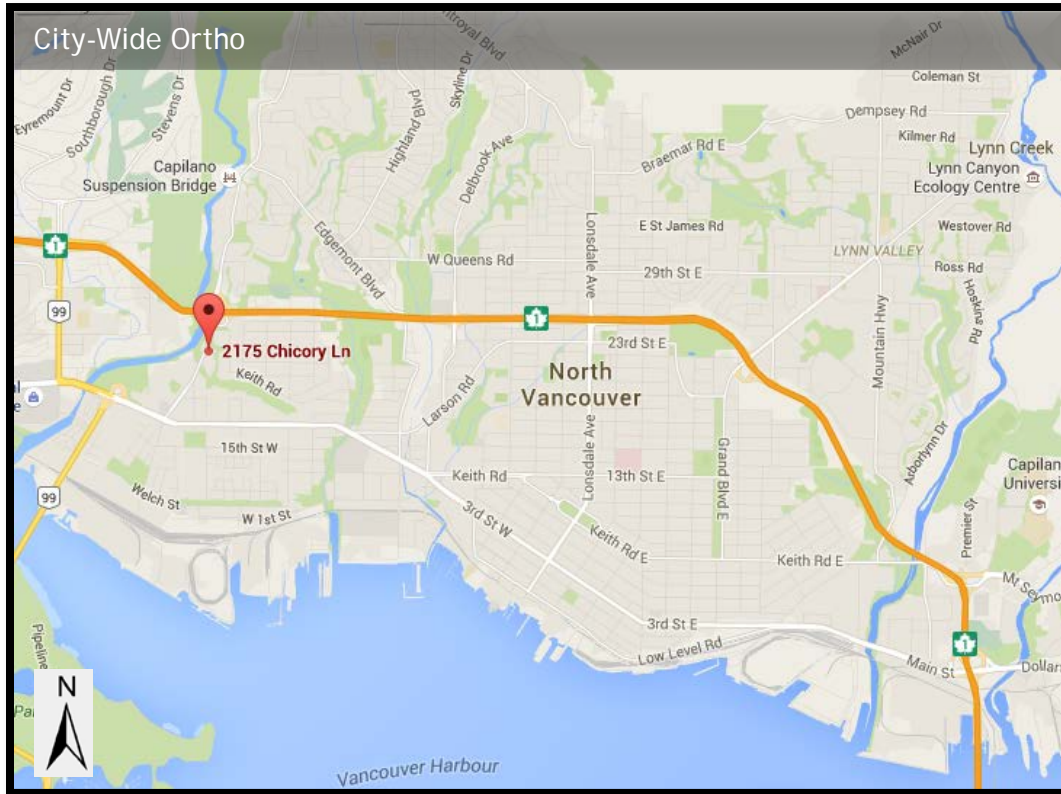 City-Wide Ortho
Skyline Dr
McNair Dr
Coleman St
Eyremount Dr
Southborough Dr
Stevens Dr
Highland Blvd
Delbrook Ave
Dempsey Rd
Kilmer Rd
Braemar Rd E
Lynn Creek
Capilano
Suspension Bridge
Lynn Canyon
Ecology Centre
Edgemont Blvd
Lonsdale Ave
E St James Rd
Westover Rd
LYNN VALLEY
1
W Queens Rd
29th St E
Ross Rd
Hoskins Rd
99
1
2175 Chicory Ln
23rd St E
Mountain Hwy
Keith Rd
Larson Rd
North
Vancouver
15th St W
Lonsdale Ave
Grand Blvd E
Arborlynn Dr
Keith Rd
13th St E
99
Welch St
W 1st St
3rd St W
Premier St
Keith Rd E
Keith Rd E
3rd St E
Low Level Rd
1
Main St
N
Vancouver Harbour